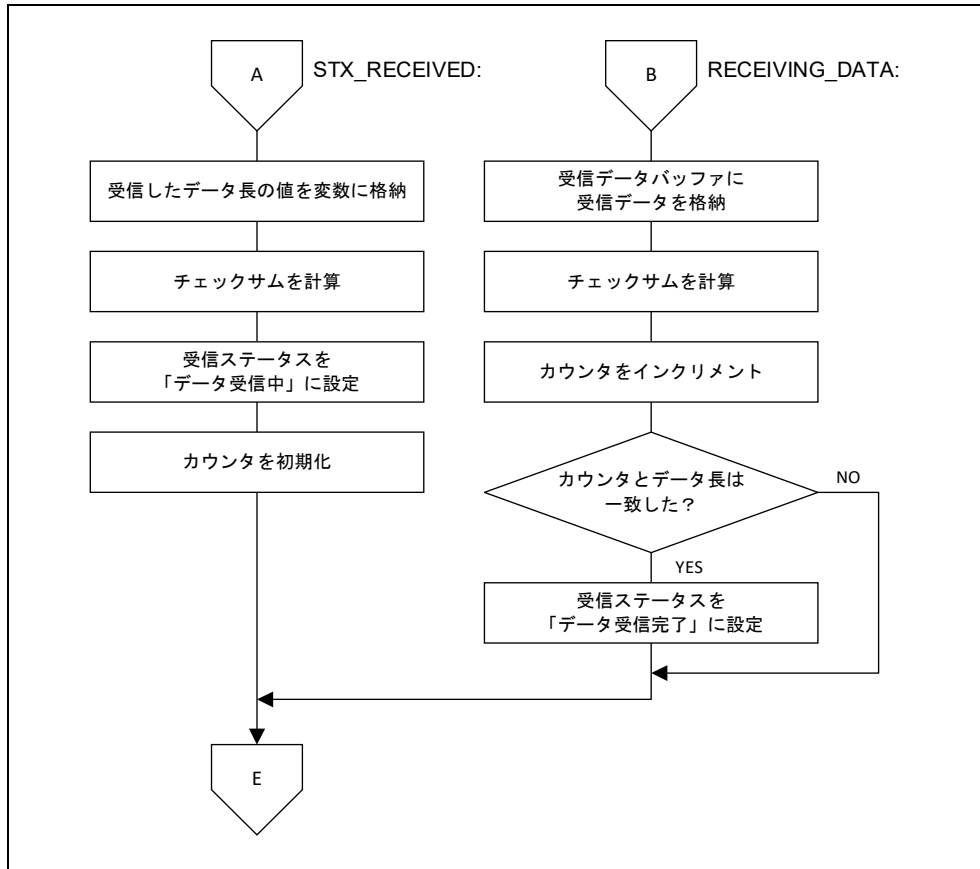 A
STX_RECEIVED:
受信したデータ長の値を変数に格納
チェックサムを計算
受信ステータスを
「データ受信中」に設定
カウンタを初期化
B
RECEIVING_DATA:
受信データバッファに
受信データを格納
チェックサムを計算
カウンタをインクリメント
カウンタとデータ長は
一致した?
NO
YES
受信ステータスを
「データ受信完了」に設定
E